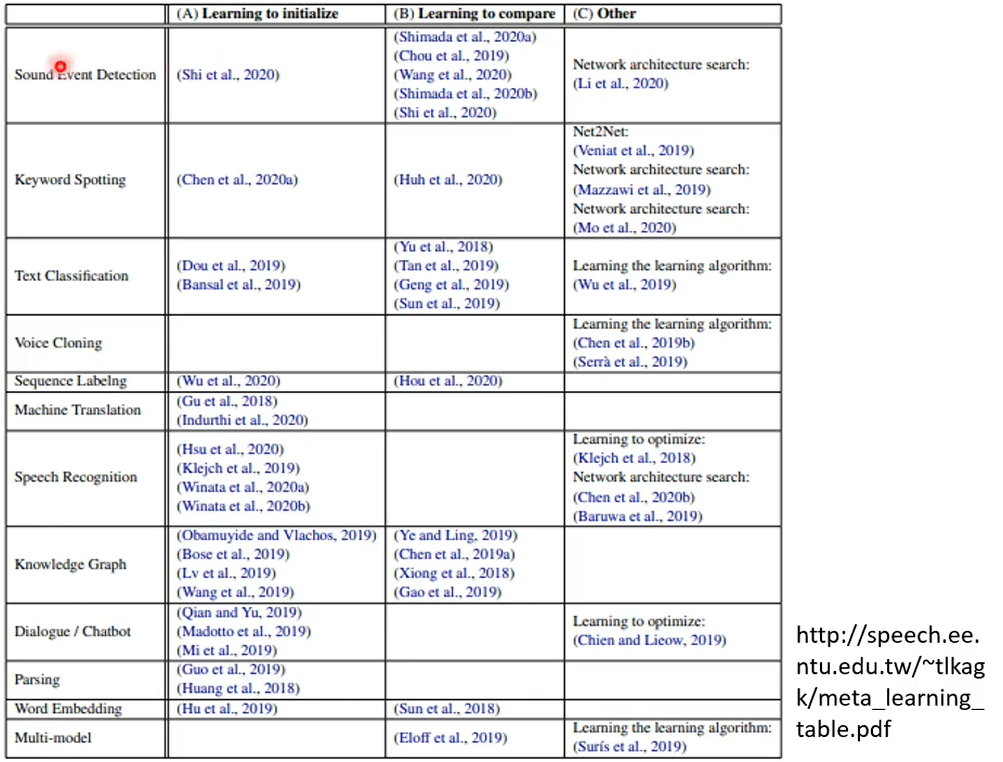 (A) Learning to initialize (B) Learning to compare (C) Other
Sound Event Detection
(Shi et al., 2020)
(Shimada et al., 2020a)
(Chou et al., 2019)
(Wang et al., 2020)
(Shimada et al., 2020b)
(Shi et al., 2020)
Network architecture search:
(Li et al., 2020)
Keyword Spotting
(Chen et al., 2020a)
(Huh et al., 2020)
Net2Net:
(Veniat et al., 2019)
Network architecture search:
(Mazzawi et al., 2019)
Network architecture search:
(Mo et al., 2020)
Text Classification
(Dou et al., 2019)
(Bansal et al., 2019)
(Yu et al., 2018)
(Tan et al., 2019)
(Geng et al., 2019)
(Sun et al., 2019)
Learning the learning algorithm:
(Wu et al., 2019)
Voice Cloning
Learning the learning algorithm:
(Chen et al., 2019b)
(Serrà et al., 2019)
Sequence Labelng
(Wu et al., 2020)
(Hou et al., 2020)
Machine Translation
(Gu et al., 2018)
(Indurthi et al., 2020)
Speech Recognition
(Hsu et al., 2020)
(Klejch et al., 2019)
(Winata et al., 2020a)
(Winata et al., 2020b)
Learning to optimize:
(Klejch et al., 2018)
Network architecture search:
(Chen et al., 2020b)
(Baruwa et al., 2019)
Knowledge Graph
(Obamuyide and Vlachos, 2019)
(Bose et al., 2019)
(Lv et al., 2019)
(Wang et al., 2019)
(Ye and Ling, 2019)
(Chen et al., 2019a)
(Xiong et al., 2018)
(Gao et al., 2019)
Dialogue / Chatbot
(Qian and Yu, 2019)
(Madotto et al., 2019)
(Mi et al., 2019)
Learning to optimize:
(Chien and Lieow, 2019)
Parsing
(Guo et al., 2019)
(Huang et al., 2018)
Word Embedding
(Hu et al., 2019)
(Sun et al., 2018)
Multi-model
(Eloff et al., 2019)
Learning the learning algorithm:
(Surís et al., 2019)
http://speech.ee.
ntu.edu.tw/~tlkag
k/meta_learning_
table.pdf